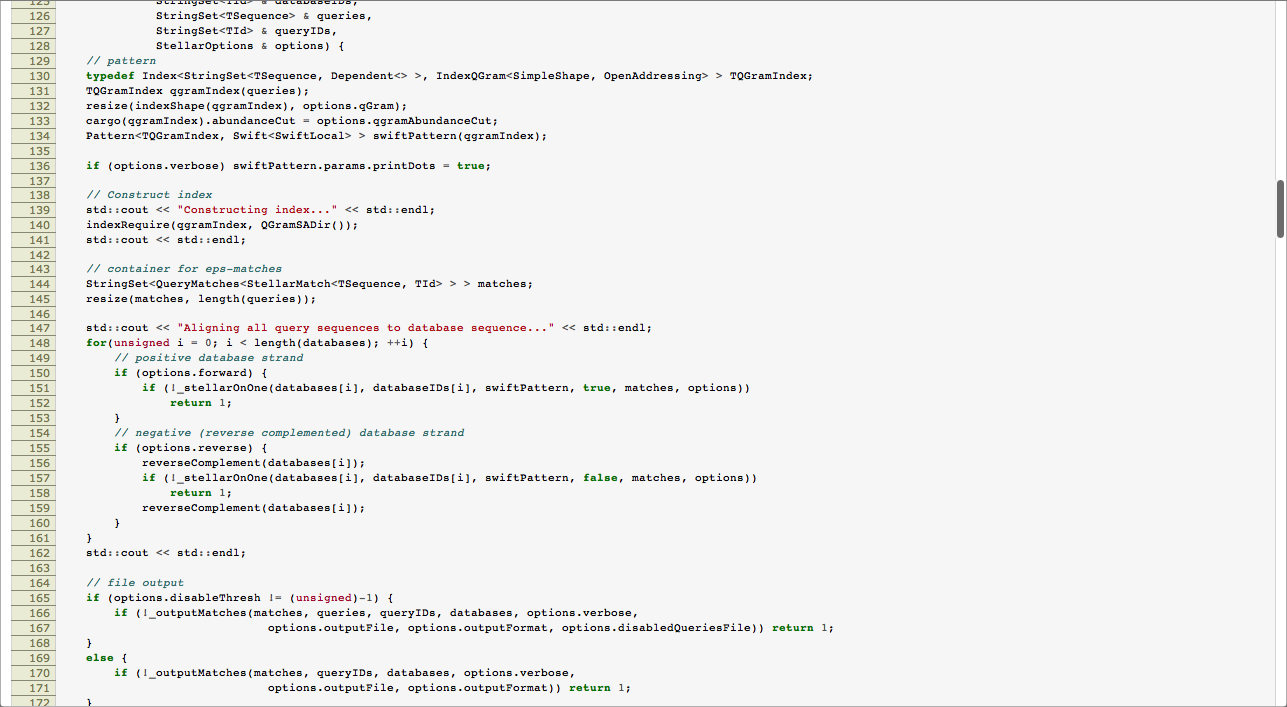 125 StringSet<TId> & databaseIDs,
126 StringSet<TSequence> & queries,
127 StringSet<TId> & queryIDs,
128 StellarOptions & options) {
129 // pattern
130 typedef Index<StringSet<TSequence, Dependent<> >, IndexQGram<SimpleShape, OpenAddressing> > TQGramIndex;
131 TQGramIndex qgramIndex(queries);
132 resize(indexShape(qgramIndex), options.qGram);
133 cargo(qgramIndex).abundanceCut = options.qgramAbundanceCut;
134 Pattern<TQGramIndex, Swift<SwiftLocal> > swiftPattern(qgramIndex);
135
136 if (options.verbose) swiftPattern.params.printDots = true;
137
138 // Construct index
139 std::cout << "Constructing index..." << std::endl;
140 indexRequire(qgramIndex, QGramSADir());
141 std::cout << std::endl;
142
143 // container for eps-matches
144 StringSet<QueryMatches<StellarMatch<TSequence, TId> > > matches;
145 resize(matches, length(queries));
146
147 std::cout << "Aligning all query sequences to database sequence..." << std::endl;
148 for(unsigned i = 0; i < length(databases); ++i) {
149 // positive database strand
150 if (options.forward) {
151 if (!_stellarOnOne(databases[i], databaseIDs[i], swiftPattern, true, matches, options))
152 return 1;
153 }
154 // negative (reverse complemented) database strand
155 if (options.reverse) {
156 reverseComplement(databases[i]);
157 if (!_stellarOnOne(databases[i], databaseIDs[i], swiftPattern, false, matches, options))
158 return 1;
159 reverseComplement(databases[i]);
160 }
161 }
162 std::cout << std::endl;
163
164 // file output
165 if (options.disableThresh != (unsigned)-1) {
166 if (!_outputMatches(matches, queries, queryIDs, databases, options.verbose,
167 options.outputFile, options.outputFormat, options.disabledQueriesFile)) return 1;
168 }
169 else {
170 if (!_outputMatches(matches, queryIDs, databases, options.verbose,
171 options.outputFile, options.outputFormat)) return 1;
172 }